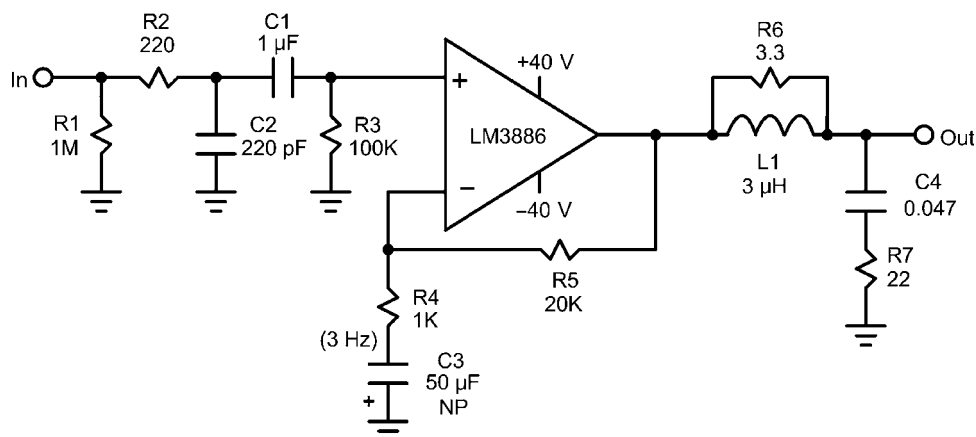 In
R1
1M
R2
220
C2
220 pF
C1
1 µF
R3
100K
+
−
LM3886
+40 V
−40 V
R4
1K
(3 Hz)
C3
50 µF
NP
+
R5
20K
R6
3.3
L1
3 µH
Out
C4
0.047
R7
22